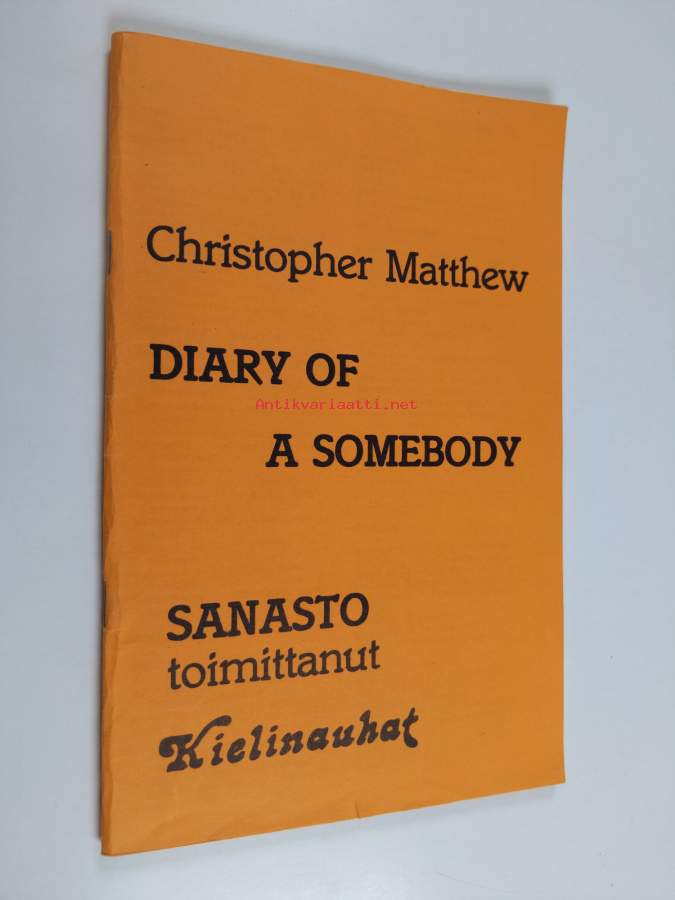 Christopher Matthew
DIARY OF
Antikvariaatti.net
A SOMEBODY
SANASTO
toimittanut
Kielinauhat